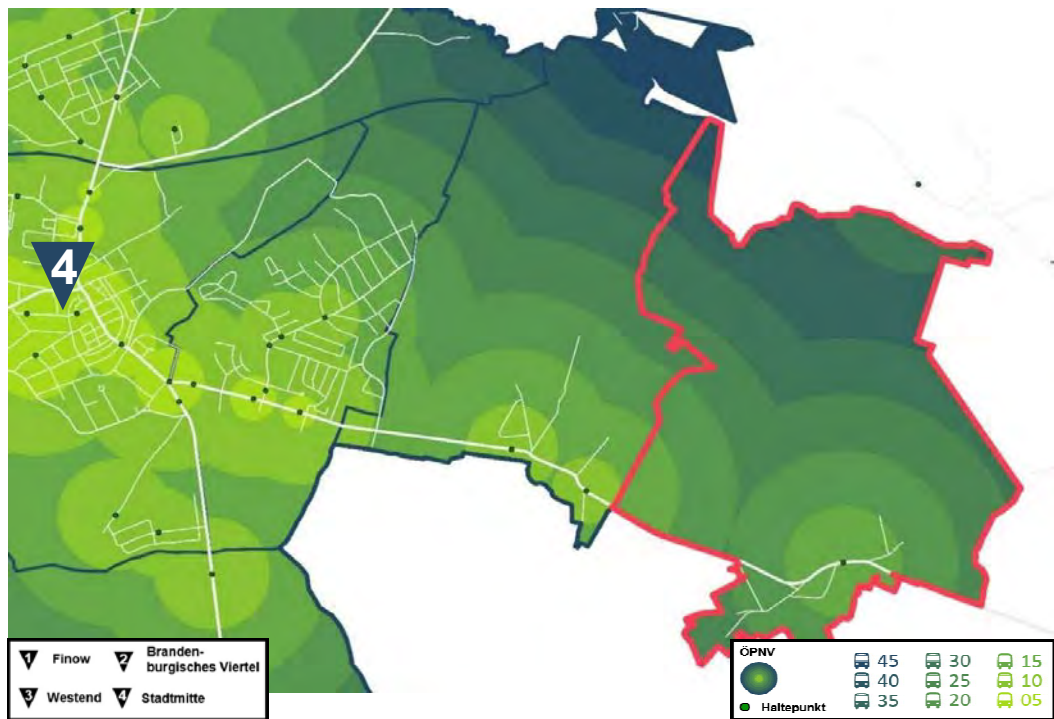 4
1 Finow
2 Branden-
burgisches Viertel
3 Westend
4 Stadtmitte
ÖPNV
Haltepunkt
45 30 15
40 25 10
35 20 05